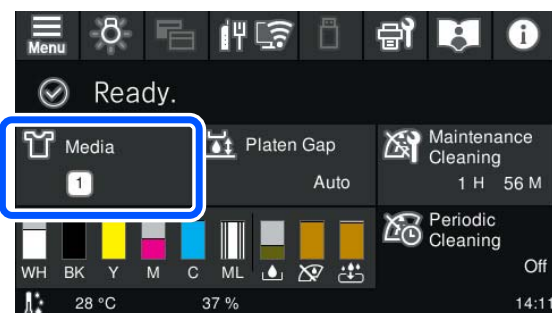 Menu
Ready.
Media
1
Platen Gap
Auto
Maintenance
Cleaning
1 H 56 M
WH BK Y M C ML
Periodic
Cleaning
Off
28 °C 37 % 14:11